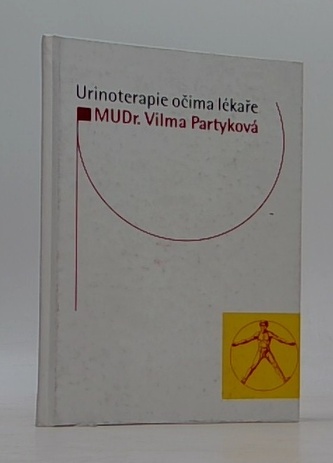 Urinoterapie očima lékaře
MUDr. Vilma Partyková